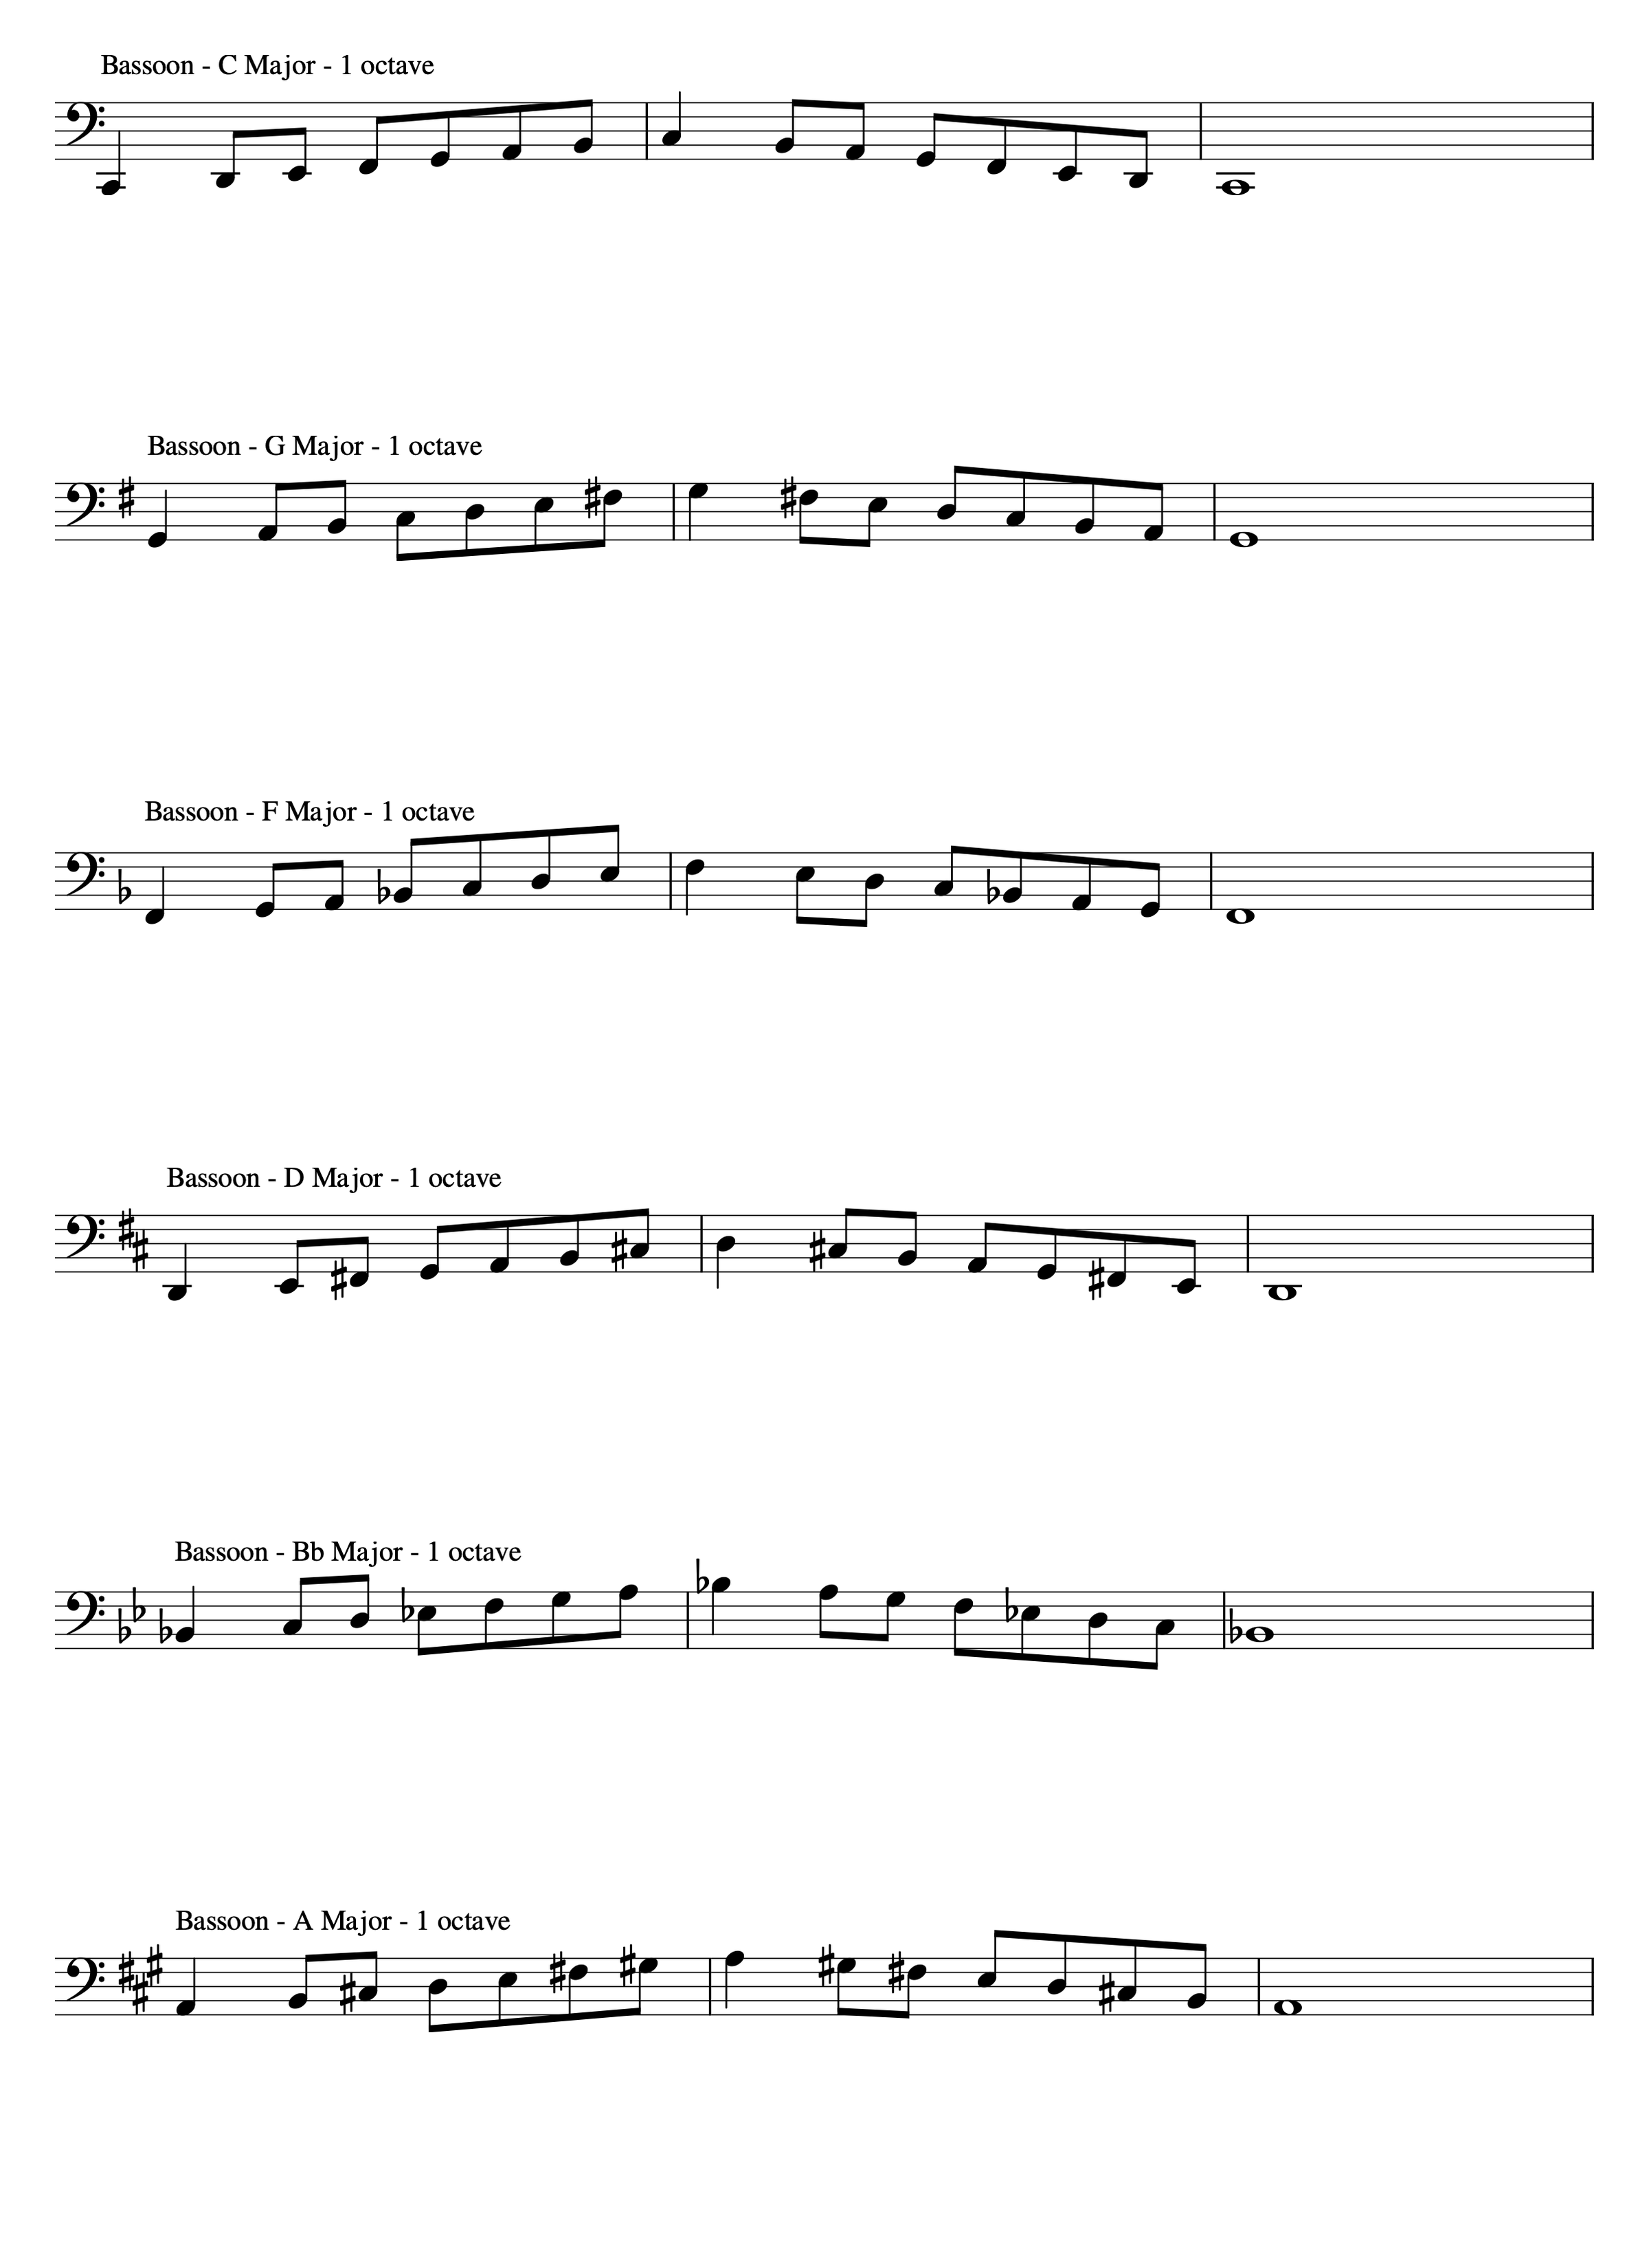 Bassoon - C Major - 1 octave
Bassoon - G Major - 1 octave
Bassoon - F Major - 1 octave
Bassoon - D Major - 1 octave
Bassoon - Bb Major - 1 octave
Bassoon - A Major - 1 octave